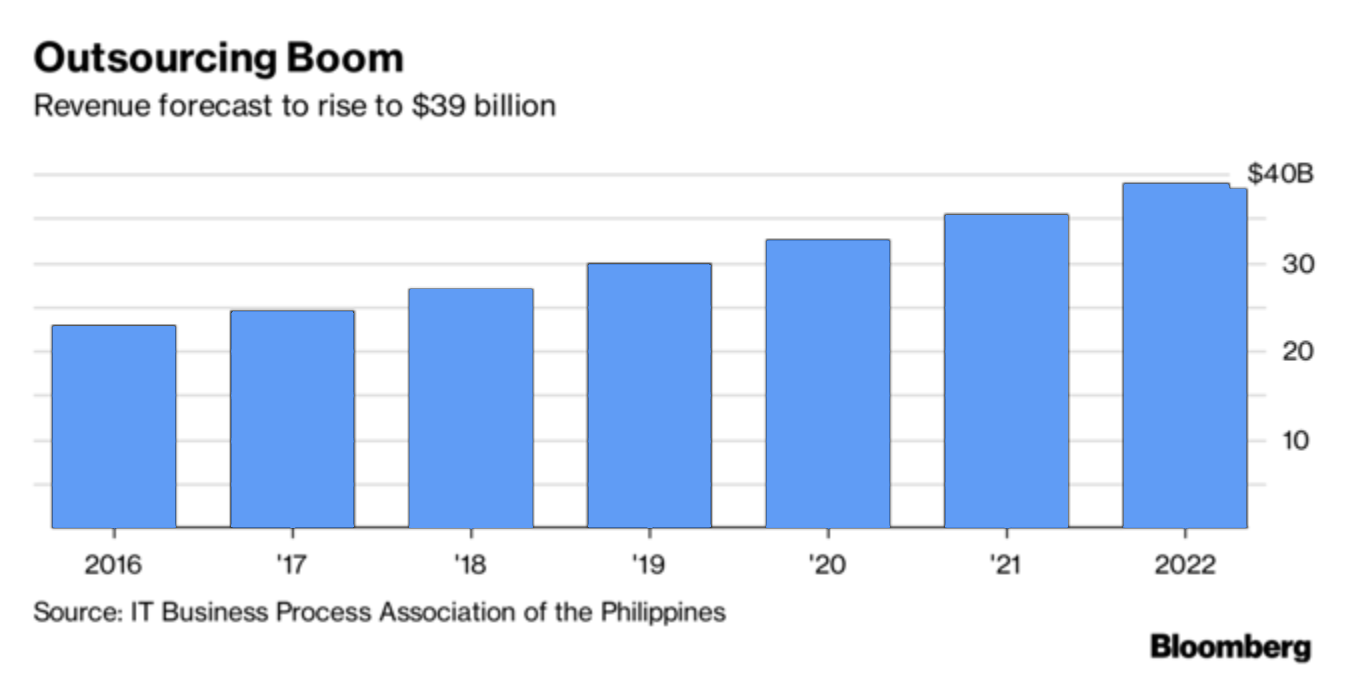 Outsourcing Boom
Revenue forecast to rise to $39 billion
$40B
30
20
10
2016 '17 '18 '19 '20 '21 2022
Source: IT Business Process Association of the Philippines
Bloomberg